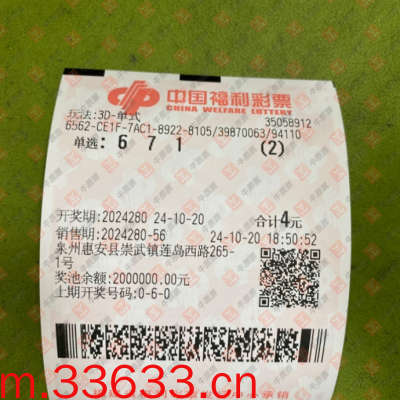 中国福利彩票
CHINA WELFARE LOTTERY
玩法:3D-单式 35058912
6562-CE1F-7AC1-8922-8105/39870063/94110
单选: 6 7 1 (2)
开奖期:2024280 24-10-20 合计4元
销售期:2024280-56 24-10-20 18:50:52
泉州惠安县崇武镇莲岛西路265-
1号
奖池余额:2000000.00元
上期开奖号码:0-6-0
m.33633.cn